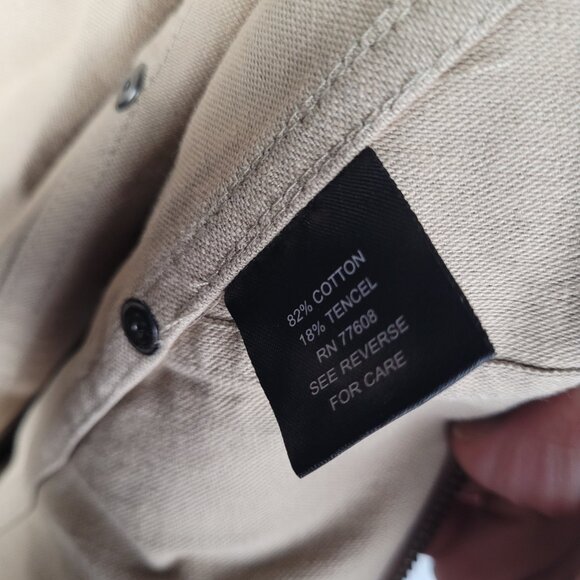 82% COTTON
18% TENCEL
RN 77608
SEE REVERSE
FOR CARE